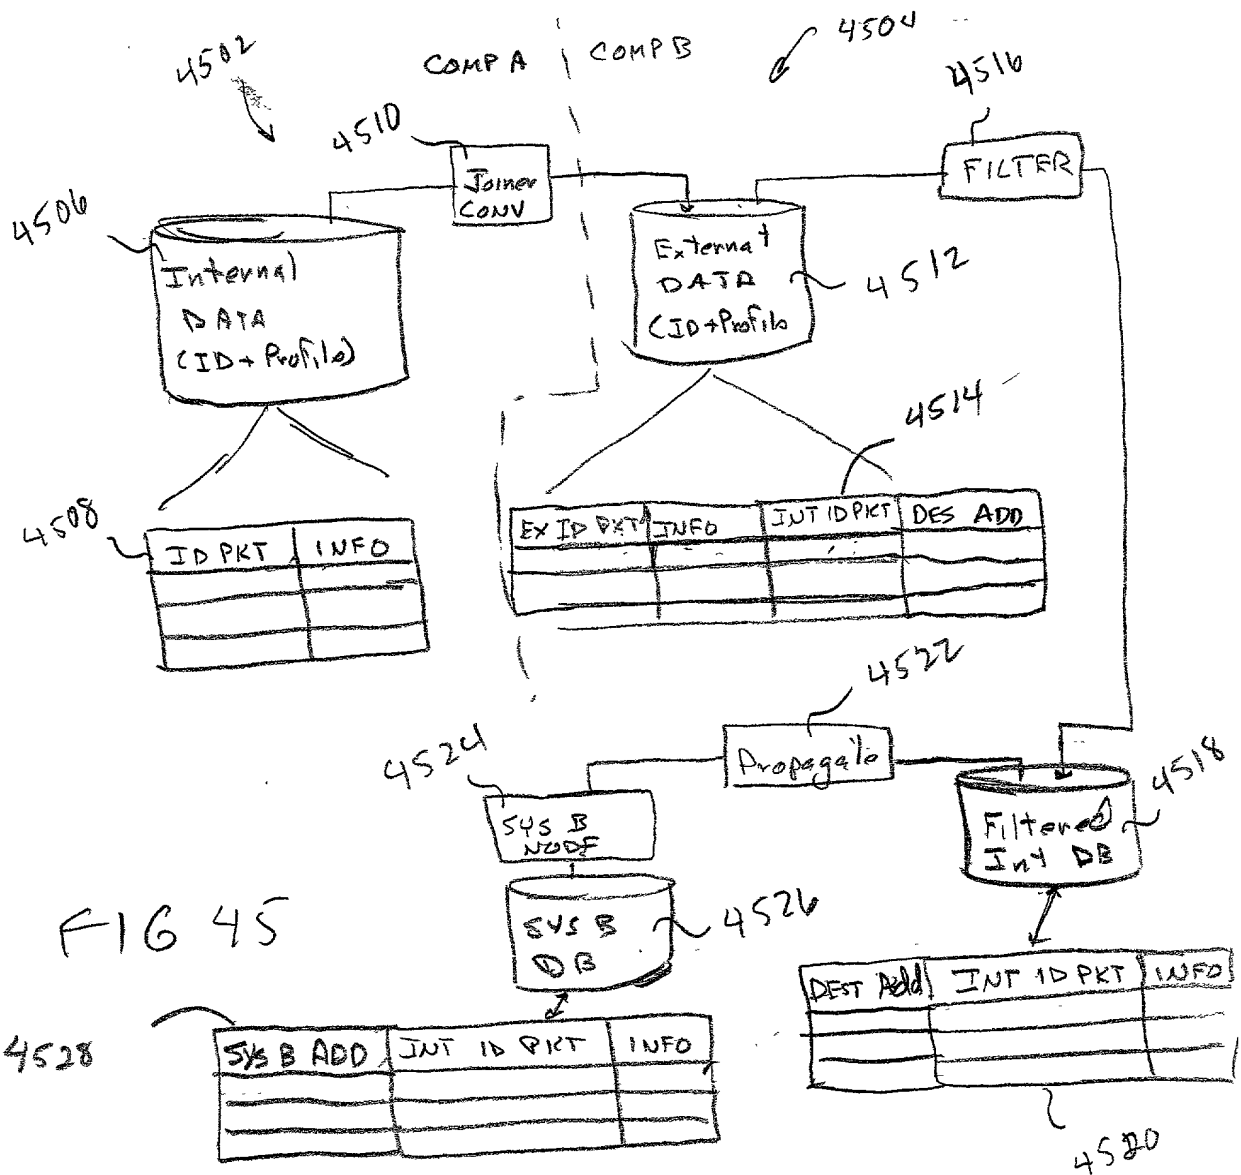 4502
COMP A
COMP B
4504
4510
4516
Joiner
CONV
FILTER
4506
Internal
DATA
(ID+Profile)
External
DATA
(ID+Profile
4512
4514
4508
ID PKT INFO
EX ID PKT INFO INT ID PKT DES ADD
4522
4524
Propagate
4518
SYS B
NODE
Filtered
Int DB
FIG 45
SYS B
DB
4526
DEST Add INT ID PKT INFO
4528
SYS B ADD INT ID PKT INFO
4520